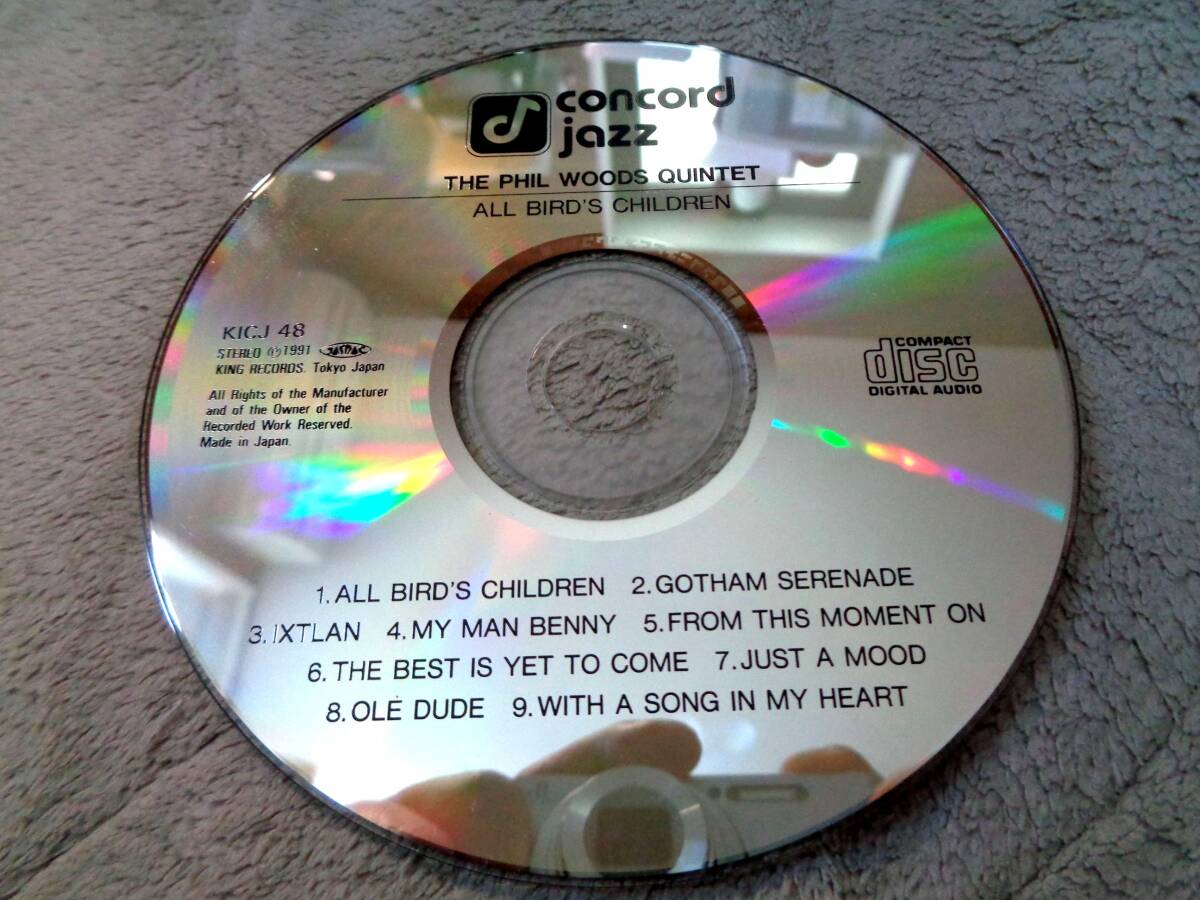 concord
jazz
THE PHIL WOODS QUINTET
ALL BIRD'S CHILDREN
KICJ 48
STEREO Ⓟ1991 JASRAC
KING RECORDS. Tokyo Japan
All Rights of the Manufacturer
and of the Owner of the
Recorded Work Reserved.
Made in Japan.
COMPACT
disc
DIGITAL AUDIO
1.ALL BIRD'S CHILDREN 2.GOTHAM SERENADE
3.IXTLAN 4.MY MAN BENNY 5.FROM THIS MOMENT ON
6.THE BEST IS YET TO COME 7.JUST A MOOD
8.OLÉ DUDE 9.WITH A SONG IN MY HEART